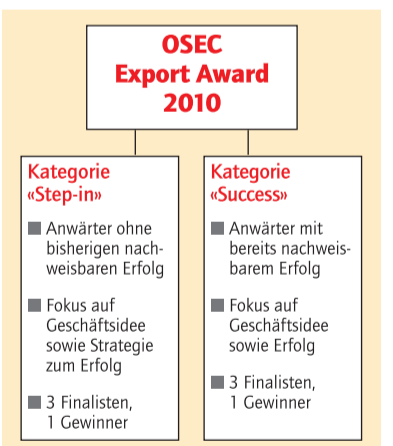 OSEC
Export Award
2010
Kategorie
«Step-in»
Anwärter ohne
bisherigen nach-
weisbaren Erfolg
Fokus auf
Geschäftsidee
sowie Strategie
zum Erfolg
3 Finalisten,
1 Gewinner
Kategorie
«Success»
Anwärter mit
bereits nachweis-
barem Erfolg
Fokus auf
Geschäftsidee
sowie Erfolg
3 Finalisten,
1 Gewinner